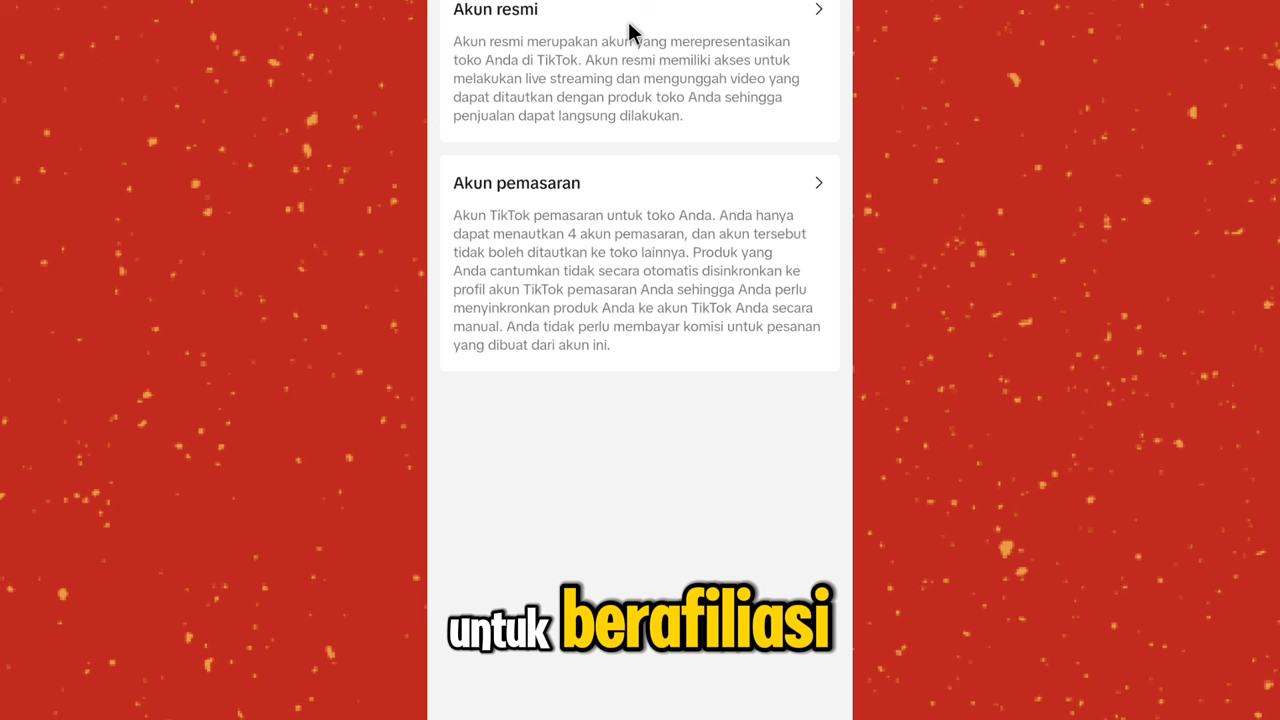 Akun resmi
Akun resmi merupakan akun yang merepresentasikan
toko Anda di TikTok. Akun resmi memiliki akses untuk
melakukan live streaming dan mengunggah video yang
dapat ditautkan dengan produk toko Anda sehingga
penjualan dapat langsung dilakukan.
Akun pemasaran
Akun TikTok pemasaran untuk toko Anda. Anda hanya
dapat menautkan 4 akun pemasaran, dan akun tersebut
tidak boleh ditautkan ke toko lainnya. Produk yang
Anda cantumkan tidak secara otomatis disinkronkan ke
profil akun TikTok pemasaran Anda sehingga Anda perlu
menyinkronkan produk Anda ke akun TikTok Anda secara
manual. Anda tidak perlu membayar komisi untuk pesanan
yang dibuat dari akun ini.
untuk berafiliasi